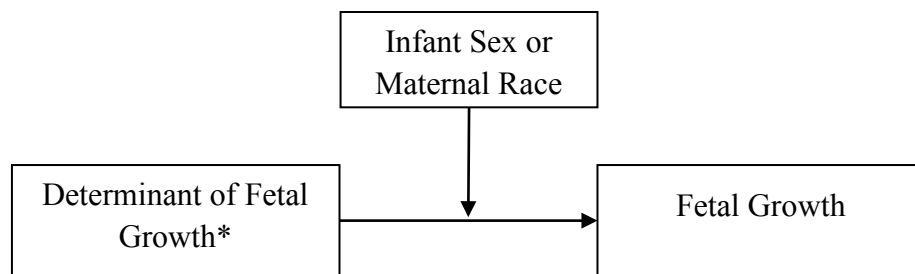 Infant Sex or
Maternal Race
Determinant of Fetal
Growth*
Fetal Growth